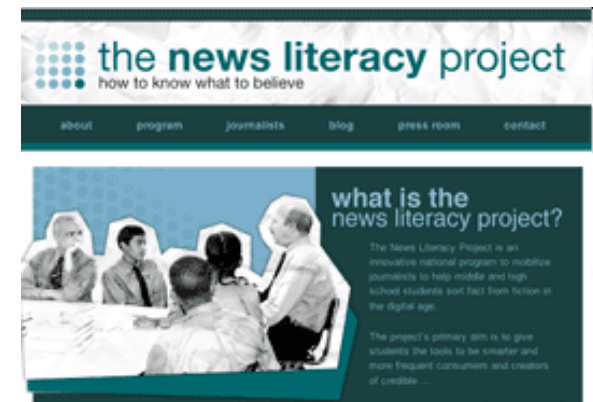 the news literacy project
how to know what to believe
about program journalists blog press room contact
what is the
news literacy project?
The News Literacy Project is an
innovative national program to mobilize
journalists to help middle and high
school students sort fact from fiction in
the digital age.
The project's primary aim is to give
students the tools to be smarter and
more frequent consumers and creators
of credible ...